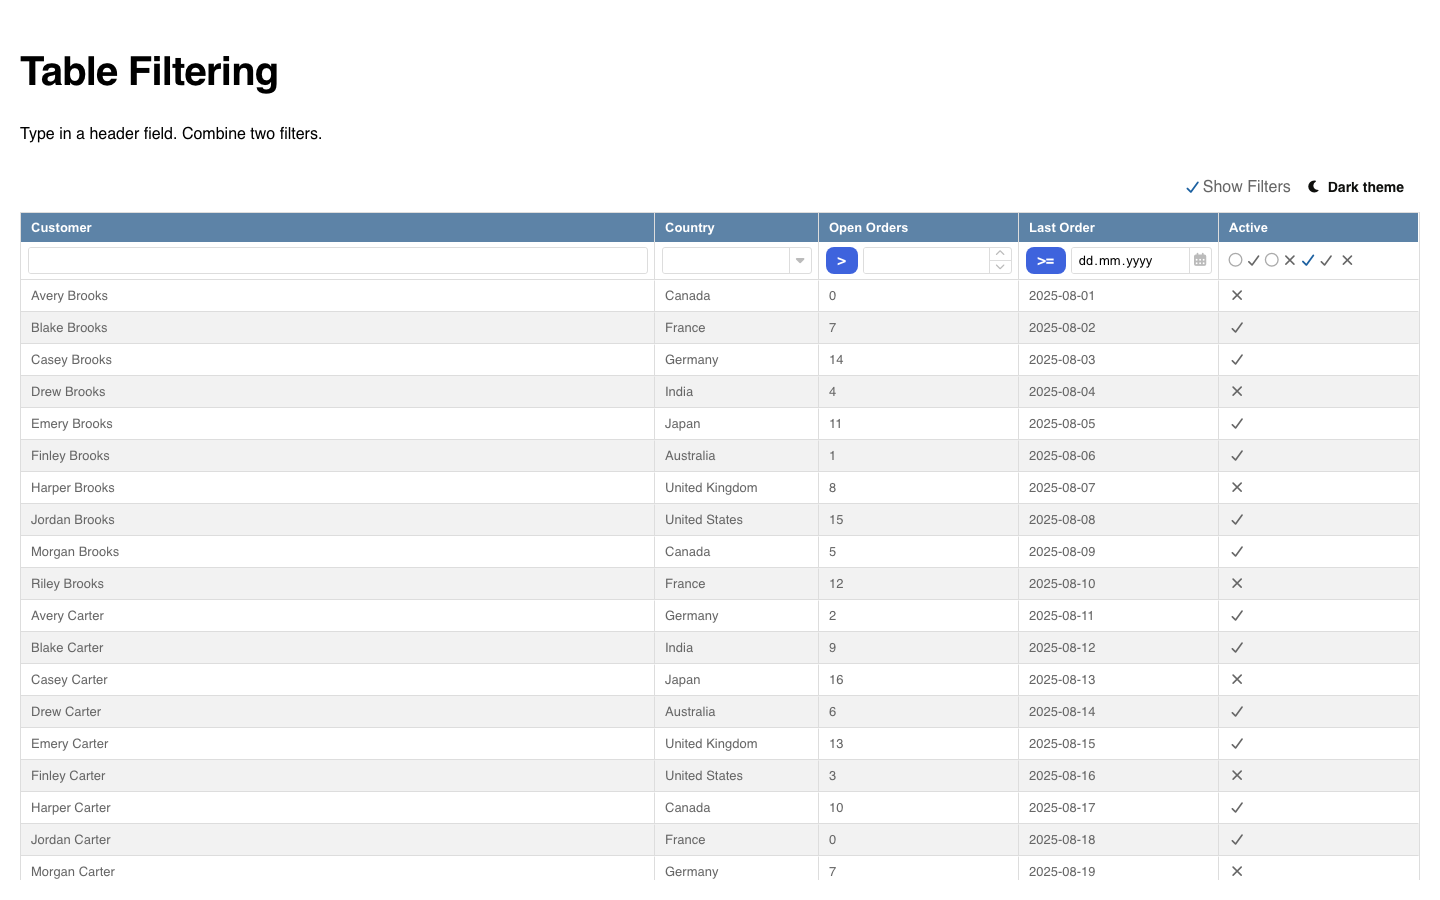 Table Filtering
Type in a header field. Combine two filters.
Show Filters Dark theme
Customer Country Open Orders Last Order Active
> >= dd.mm.yyyy
Avery Brooks Canada 0 2025-08-01
Blake Brooks France 7 2025-08-02
Casey Brooks Germany 14 2025-08-03
Drew Brooks India 4 2025-08-04
Emery Brooks Japan 11 2025-08-05
Finley Brooks Australia 1 2025-08-06
Harper Brooks United Kingdom 8 2025-08-07
Jordan Brooks United States 15 2025-08-08
Morgan Brooks Canada 5 2025-08-09
Riley Brooks France 12 2025-08-10
Avery Carter Germany 2 2025-08-11
Blake Carter India 9 2025-08-12
Casey Carter Japan 16 2025-08-13
Drew Carter Australia 6 2025-08-14
Emery Carter United Kingdom 13 2025-08-15
Finley Carter United States 3 2025-08-16
Harper Carter Canada 10 2025-08-17
Jordan Carter France 0 2025-08-18
Morgan Carter Germany 7 2025-08-19